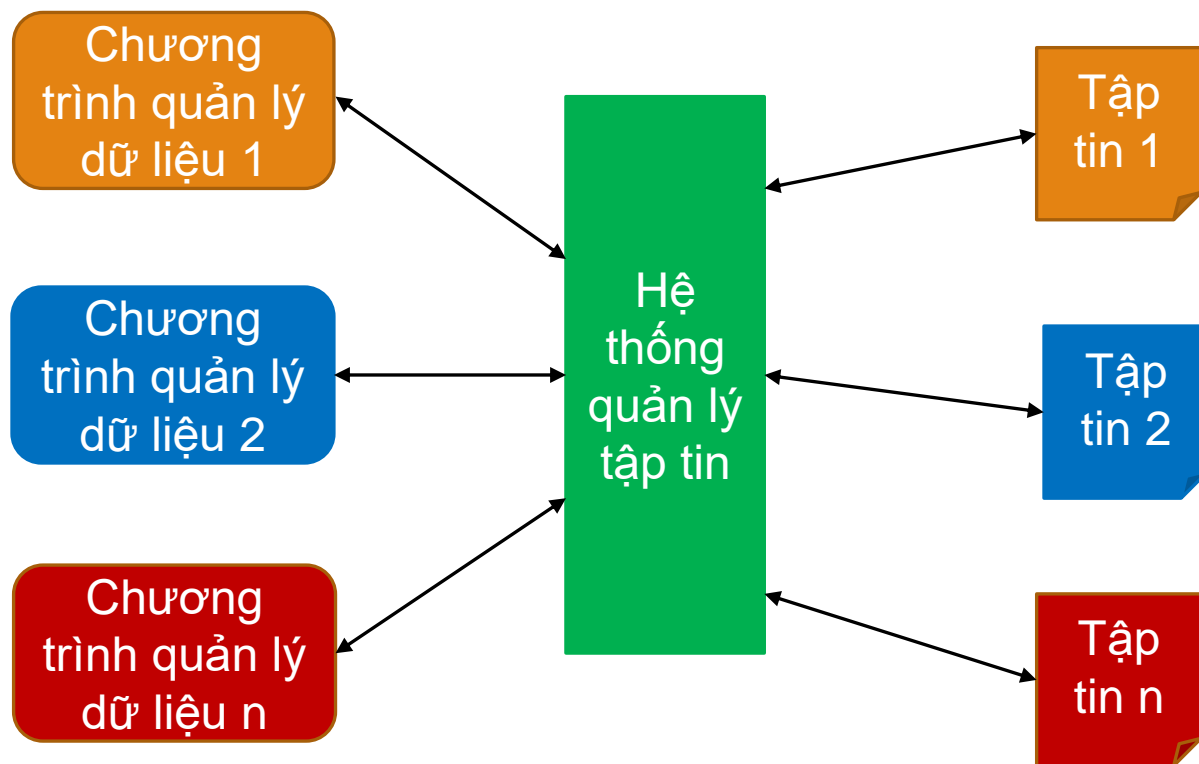 Chương
trình quản lý
dữ liệu 1
Chương
trình quản lý
dữ liệu 2
Chương
trình quản lý
dữ liệu n
Hệ
thống
quản lý
tập tin
Tập
tin 1
Tập
tin 2
Tập
tin n